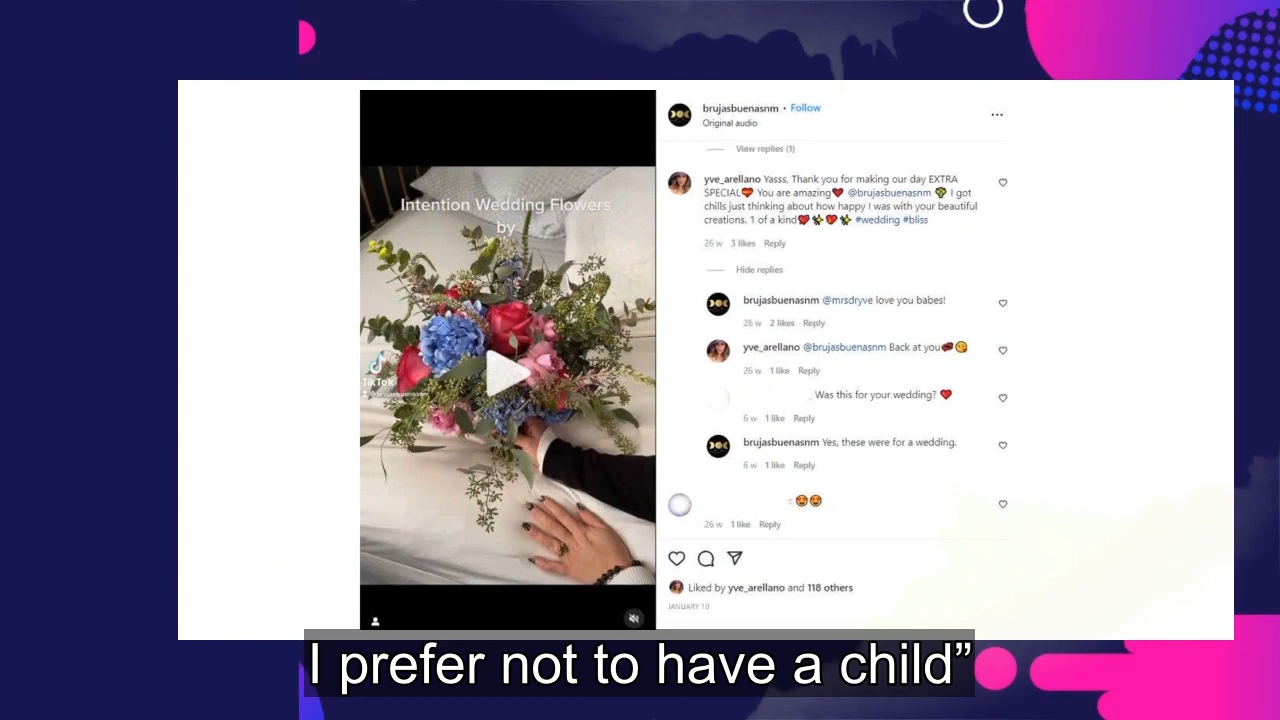 Intention Wedding Flowers
by
TikTok
@brujasbuenasnm
brujasbuenasnm • Follow
Original audio
View replies (1)
yve_arellano Yasss, Thank you for making our day EXTRA
SPECIAL❤️ You are amazing❤️ @brujasbuenasnm 💐 I got
chills just thinking about how happy I was with your beautiful
creations. 1 of a kind💖✨💖✨ #wedding #bliss
26 w 3 likes Reply
Hide replies
brujasbuenasnm @mrsdryve love you babes!
26 w 2 likes Reply
yve_arellano @brujasbuenasnm Back at you💋😘
26 w 1 like Reply
Was this for your wedding? ❤️
6 w 1 like Reply
brujasbuenasnm Yes, these were for a wedding.
6 w 1 like Reply
😍😍
26 w 1 like Reply
Liked by yve_arellano and 118 others
JANUARY 10
I prefer not to have a child”